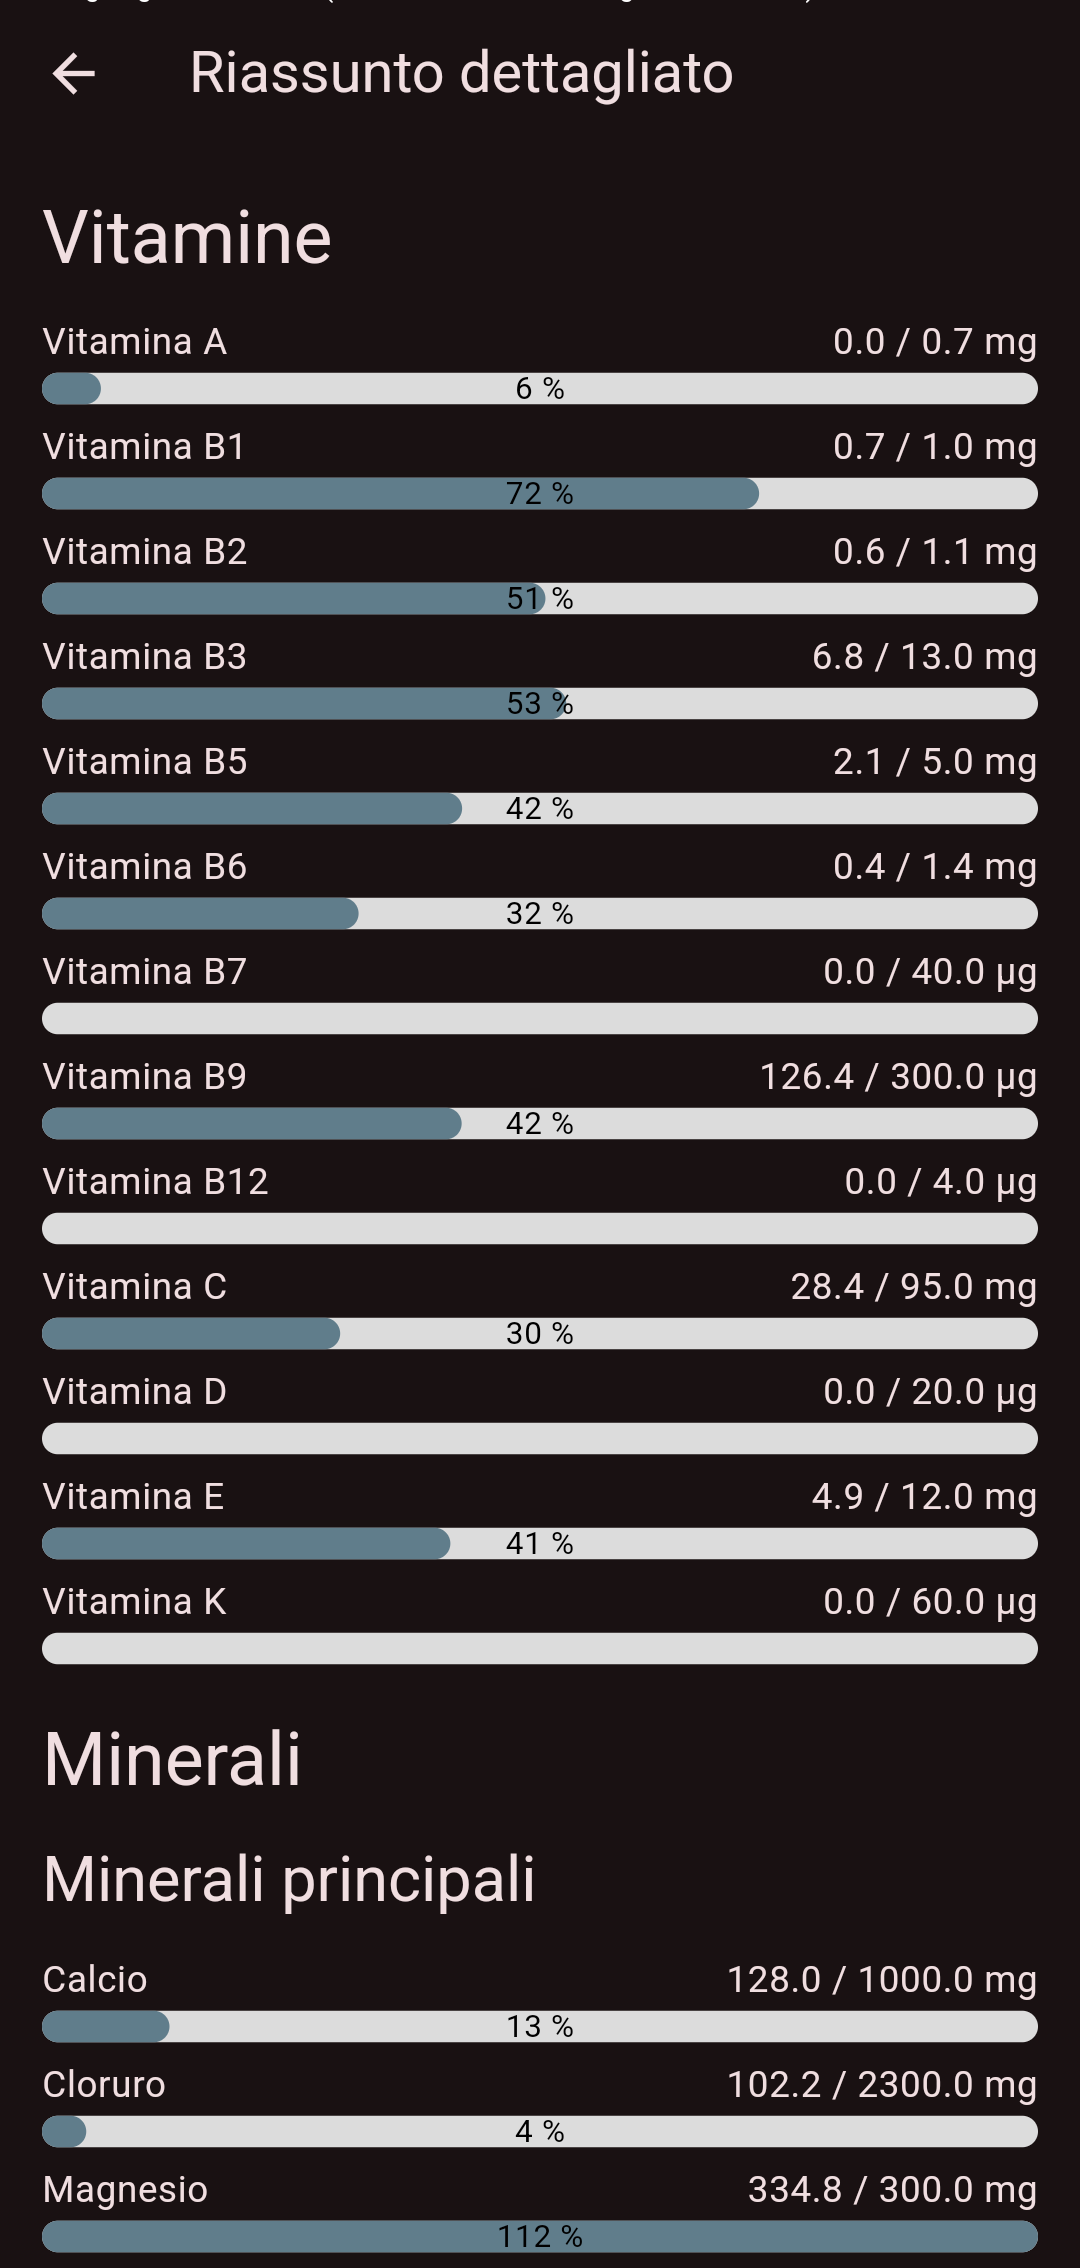 Riassunto dettagliato
Vitamine
Vitamina A 0.0 / 0.7 mg
6 %
Vitamina B1 0.7 / 1.0 mg
72 %
Vitamina B2 0.6 / 1.1 mg
51 %
Vitamina B3 6.8 / 13.0 mg
53 %
Vitamina B5 2.1 / 5.0 mg
42 %
Vitamina B6 0.4 / 1.4 mg
32 %
Vitamina B7 0.0 / 40.0 µg
Vitamina B9 126.4 / 300.0 µg
42 %
Vitamina B12 0.0 / 4.0 µg
Vitamina C 28.4 / 95.0 mg
30 %
Vitamina D 0.0 / 20.0 µg
Vitamina E 4.9 / 12.0 mg
41 %
Vitamina K 0.0 / 60.0 µg
Minerali
Minerali principali
Calcio 128.0 / 1000.0 mg
13 %
Cloruro 102.2 / 2300.0 mg
4 %
Magnesio 334.8 / 300.0 mg
112 %